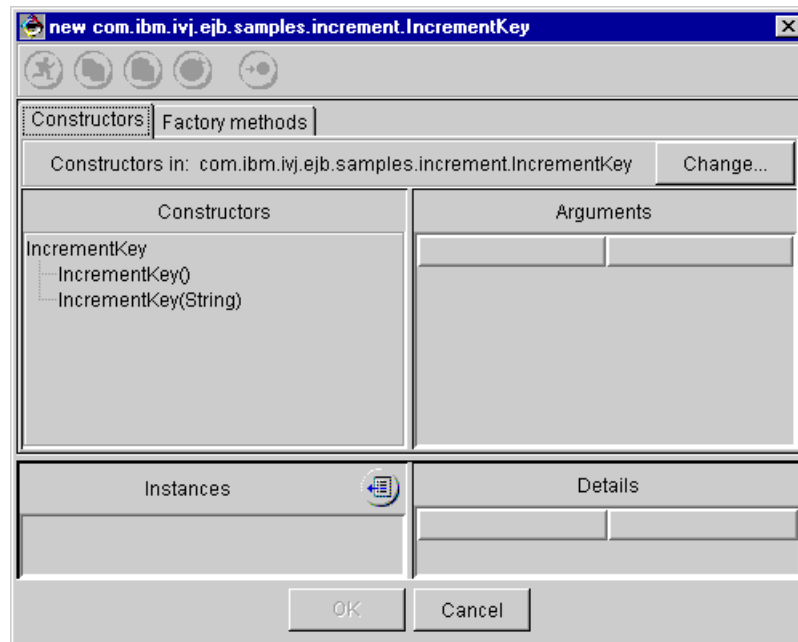 new com.ibm.ivj.ejb.samples.increment.IncrementKey
Constructors Factory methods
Constructors in: com.ibm.ivj.ejb.samples.increment.IncrementKey Change...
Constructors Arguments
IncrementKey
IncrementKey()
IncrementKey(String)
Instances Details
OK Cancel